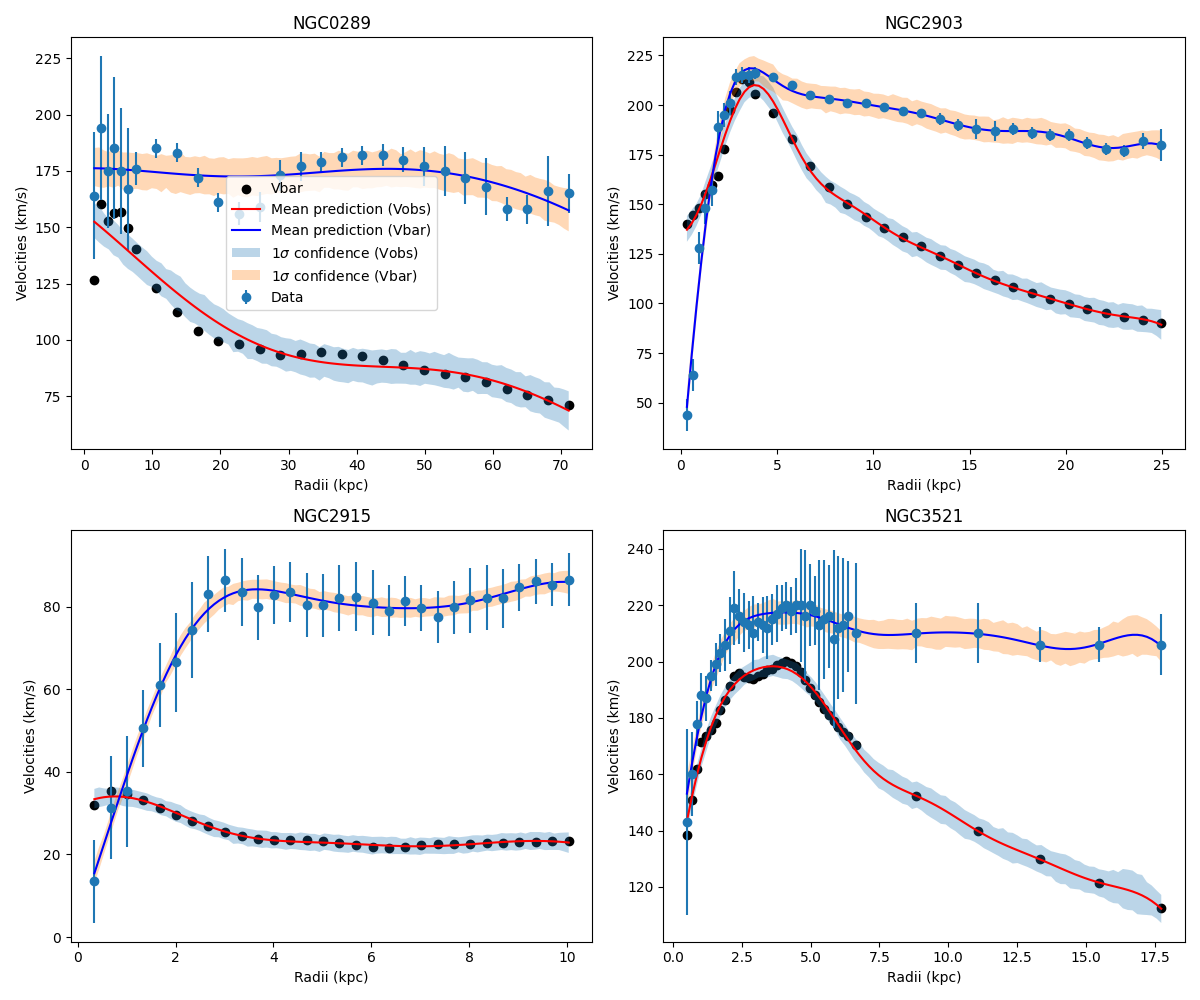 NGC0289
Velocities (km/s)
225
200
175
150
125
100
75
0 10 20 30 40 50 60 70
Radii (kpc)
Vbar
Mean prediction (Vobs)
Mean prediction (Vbar)
1σ confidence (Vobs)
1σ confidence (Vbar)
Data
NGC2903
Velocities (km/s)
225
200
175
150
125
100
75
50
0 5 10 15 20 25
Radii (kpc)
NGC2915
Velocities (km/s)
80
60
40
20
0
0 2 4 6 8 10
Radii (kpc)
NGC3521
Velocities (km/s)
240
220
200
180
160
140
120
0.0 2.5 5.0 7.5 10.0 12.5 15.0 17.5
Radii (kpc)